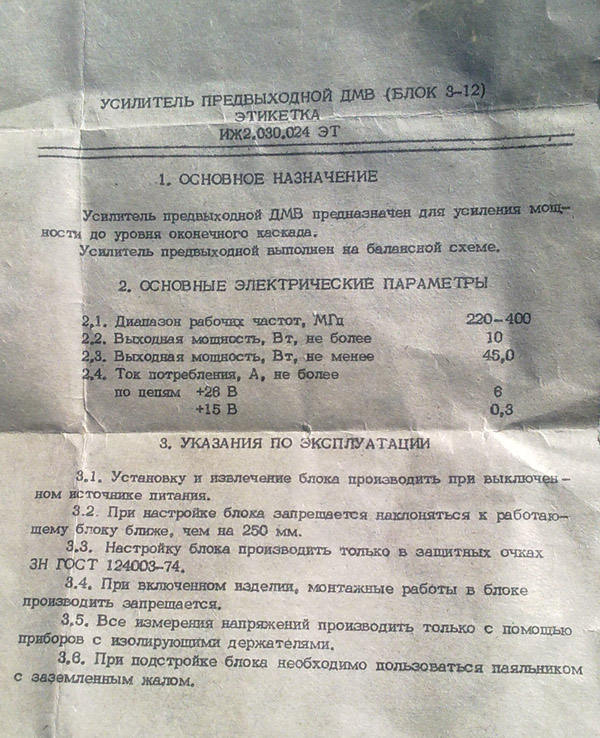 УСИЛИТЕЛЬ ПРЕДВЫХОДНОЙ ДМВ (БЛОК 3-12)
ЭТИКЕТКА
ИЖ2.030.024 ЭТ
1. ОСНОВНОЕ НАЗНАЧЕНИЕ
Усилитель предвыходной ДМВ предназначен для усиления мощ-
ности до уровня оконечного каскада.
Усилитель предвыходной выполнен на балансной схеме.
2. ОСНОВНЫЕ ЭЛЕКТРИЧЕСКИЕ ПАРАМЕТРЫ
2.1. Диапазон рабочих частот, МГц 220-400
2.2. Выходная мощность, Вт, не более 10
2.3. Выходная мощность, Вт, не менее 45,0
2.4. Ток потребления, А, не более
по цепям +26 В 6
+15 В 0,3
3. УКАЗАНИЯ ПО ЭКСПЛУАТАЦИИ
3.1. Установку и извлечение блока производить при выключен-
ном источнике питания.
3.2. При настройке блока запрещается наклоняться к работаю-
щему блоку ближе, чем на 250 мм.
3.3. Настройку блока производить только в защитных очках
ЗН ГОСТ 124003-74.
3.4. При включенном изделии, монтажные работы в блоке
производить запрещается.
3.5. Все измерения напряжений производить только с помощью
приборов с изолирующими держателями.
3.6. При подстройке блока необходимо пользоваться паяльником
с заземленным жалом.